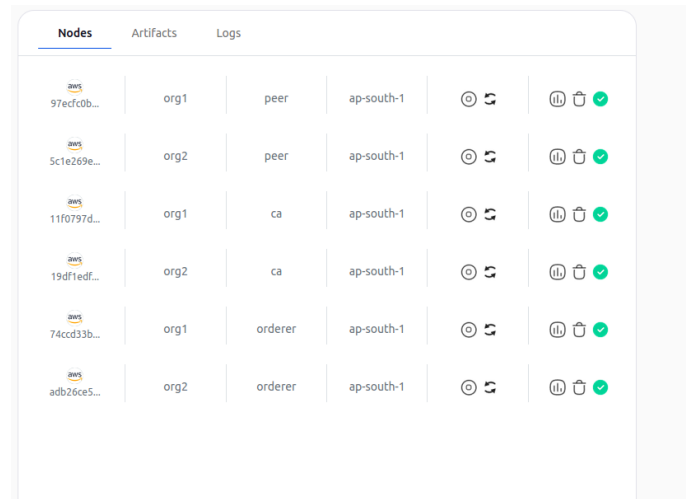 Nodes Artifacts Logs
aws
97ecfc0b... org1 peer ap-south-1
aws
5c1e269e... org2 peer ap-south-1
aws
11f0797d... org1 ca ap-south-1
aws
19df1edf... org2 ca ap-south-1
aws
74ccd33b... org1 orderer ap-south-1
aws
adb26ce5... org2 orderer ap-south-1